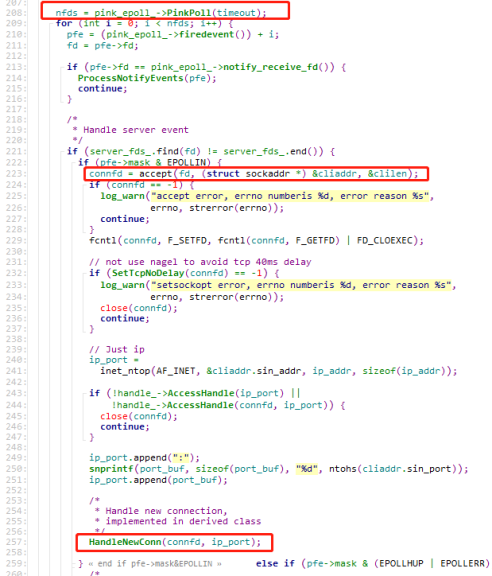 207:
208: nfds = pink_epoll_->PinkPoll(timeout);
209: for (int i = 0; i < nfds; i++) {
210: pfe = (pink_epoll_->firedevent()) + i;
211: fd = pfe->fd;
212:
213: if (pfe->fd == pink_epoll_->notify_receive_fd()) {
214: ProcessNotifyEvents(pfe);
215: continue;
216: }
217:
218: /*
219: * Handle server event
220: */
221: if (server_fds_.find(fd) != server_fds_.end()) {
222: if (pfe->mask & EPOLLIN) {
223: connfd = accept(fd, (struct sockaddr *) &cliaddr, &clilen);
224: if (connfd == -1) {
225: log_warn("accept error, errno numberis %d, error reason %s",
226: errno, strerror(errno));
227: continue;
228: }
229: fcntl(connfd, F_SETFD, fcntl(connfd, F_GETFD) | FD_CLOEXEC);
230:
231: // not use nagel to avoid tcp 40ms delay
232: if (SetTcpNoDelay(connfd) == -1) {
233: log_warn("setsockopt error, errno numberis %d, error reason %s",
234: errno, strerror(errno));
235: close(connfd);
236: continue;
237: }
238:
239: // Just ip
240: ip_port =
241: inet_ntop(AF_INET, &cliaddr.sin_addr, ip_addr, sizeof(ip_addr));
242:
243: if (!handle_->AccessHandle(ip_port) ||
244: !handle_->AccessHandle(connfd, ip_port)) {
245: close(connfd);
246: continue;
247: }
248:
249: ip_port.append(":");
250: snprintf(port_buf, sizeof(port_buf), "%d", ntohs(cliaddr.sin_port));
251: ip_port.append(port_buf);
252:
253: /*
254: * Handle new connection,
255: * implemented in derived class
256: */
257: HandleNewConn(connfd, ip_port);
258:
259: } « end if pfe->mask&EPOLLIN » else if (pfe->mask & (EPOLLHUP | EPOLLERR)
260: /*